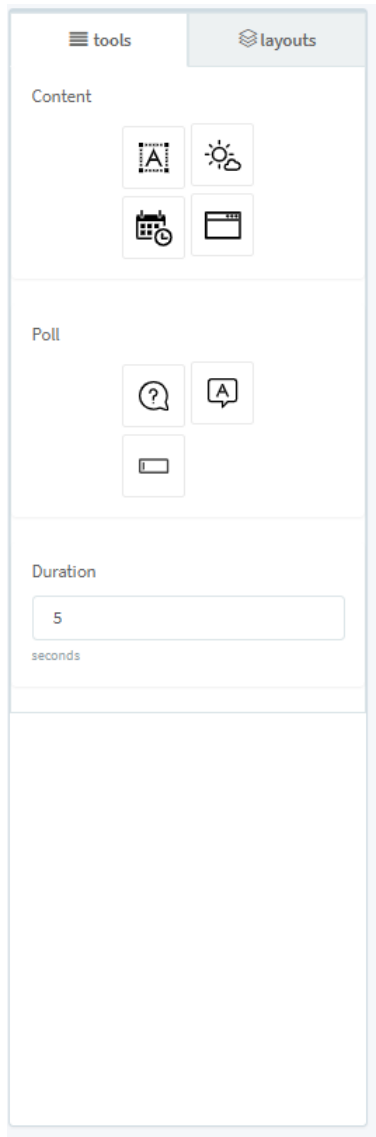 tools
layouts
Content
A
Poll
?
A
Duration
5
seconds